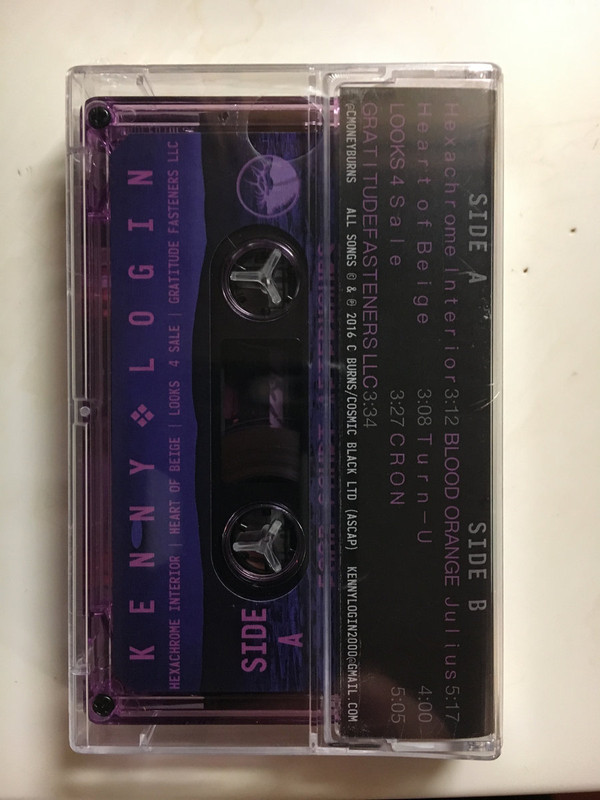 KENNY ❖ LOGIN
HEXACHROME INTERIOR | HEART OF BEIGE | LOOKS 4 SALE | GRATITUDE FASTENERS LLC
SIDE A
SIDE A SIDE B
Hexachrome Interior 3:12 BLOOD ORANGE Julius 5:17
Heart of Beige 3:08 Turn–U 4:00
LOOKS 4 Sale 3:27 CRON 5:05
GRATITUDEFASTENERS LLC 3:34
@CMONEYBURNS ALL SONGS © & ℗ 2016 C BURNS/COSMIC BLACK LTD (ASCAP) KENNYLOGIN2000@GMAIL.COM